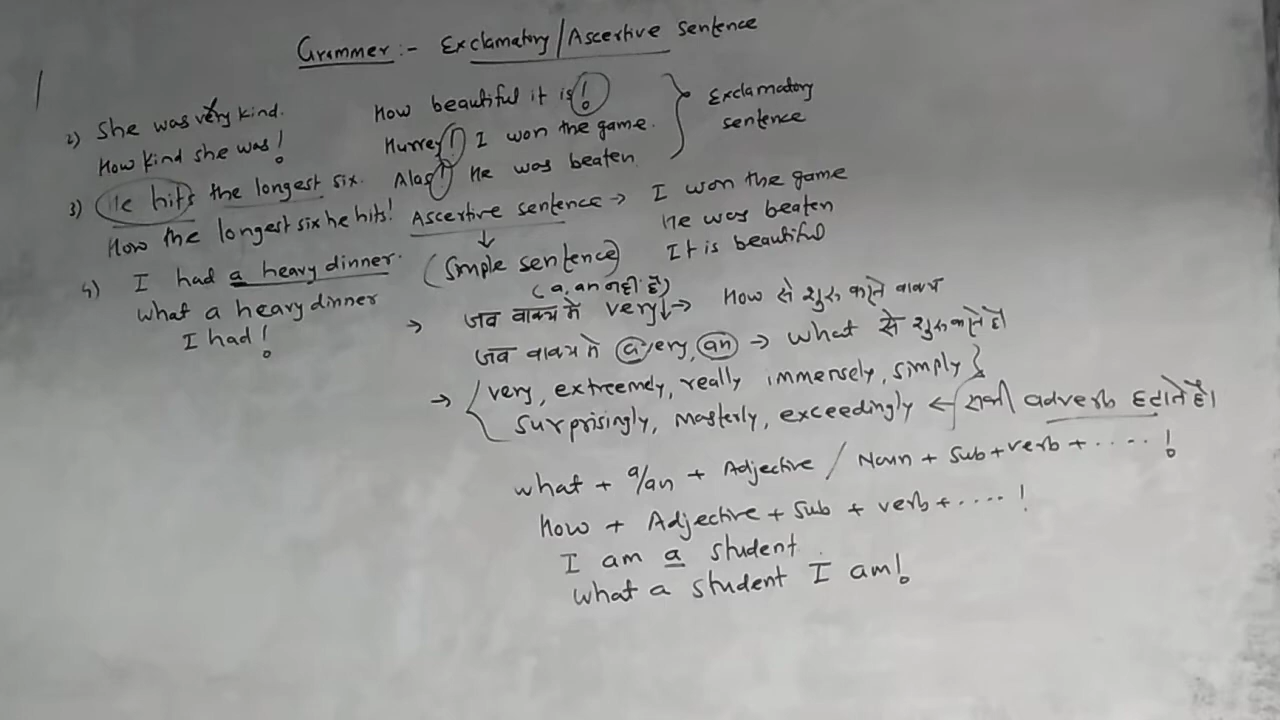 Grammer :- Exclamatory/Ascertive sentence
2) She was very kind.
How kind she was!
3) He hits the longest six.
How the longest six he hits!
4) I had a heavy dinner.
what a heavy dinner
I had!
How beautiful it is!
Hurrey! I won the game.
Alas! He was beaten
Exclamatory
sentence
Ascertive sentence → I won the game
He was beaten
It is beautiful
(Simple sentence)
(a, an नही है)
→ जब वाक्य मे very → How से शुरू करते वाक्य
जब वाक्य मे a very, an → what से शुरू करते है
→ very, extreemely, really immensely, simply
surprisingly, masterly, exceedingly ← सभी adverb हटाते है।
what + a/an + Adjective / Noun + sub + verb + ....!
how + Adjective + sub + verb + ....!
I am a student.
what a student I am!